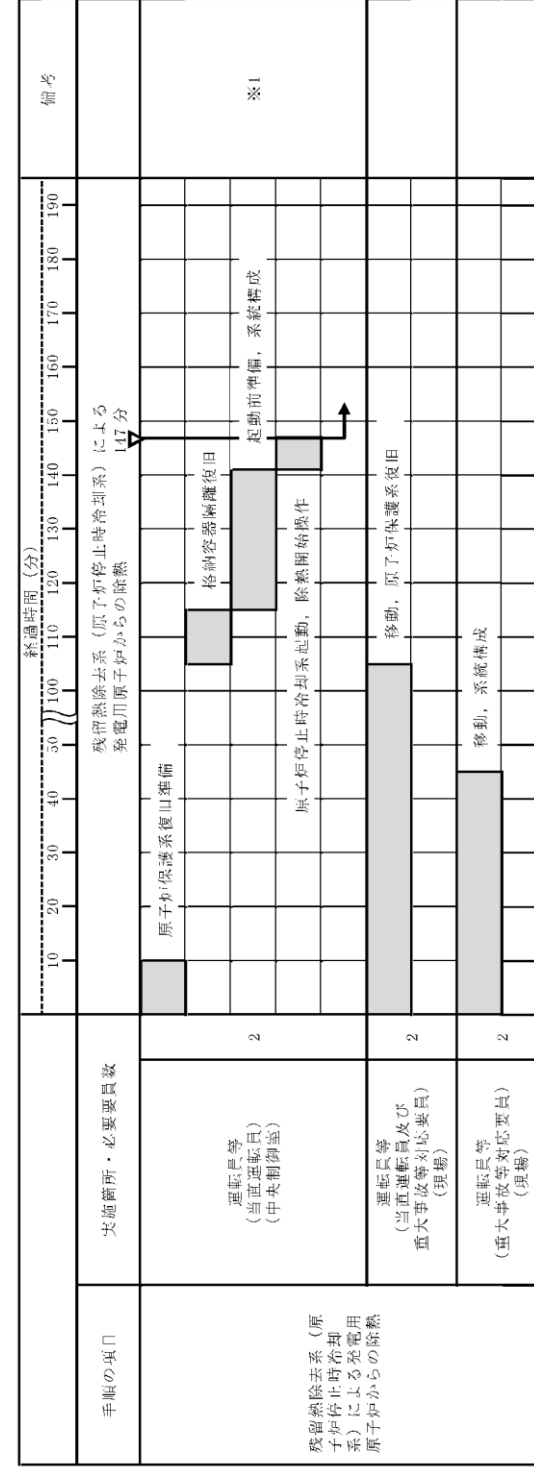 経過時間（分）
備考
10 20 30 40 50 100 110 120 130 140 150 160 170 180 190
手順の項目
実施箇所・必要要員数
残留熱除去系（原子炉停止時冷却系）による
発電用原子炉からの除熱
147分
残留熱除去系（原
子炉停止時冷却
系）による発電用
原子炉からの除熱
運転員等
（当直運転員）
（中央制御室）
2
原子炉保護系復旧準備
格納容器隔離復旧
起動前準備，系統構成
原子炉停止時冷却系起動，除熱開始操作
※1
運転員等
（当直運転員及び
重大事故等対応要員）
（現場）
2
移動，原子炉保護系復旧
運転員等
（重大事故等対応要員）
（現場）
2
移動，系統構成